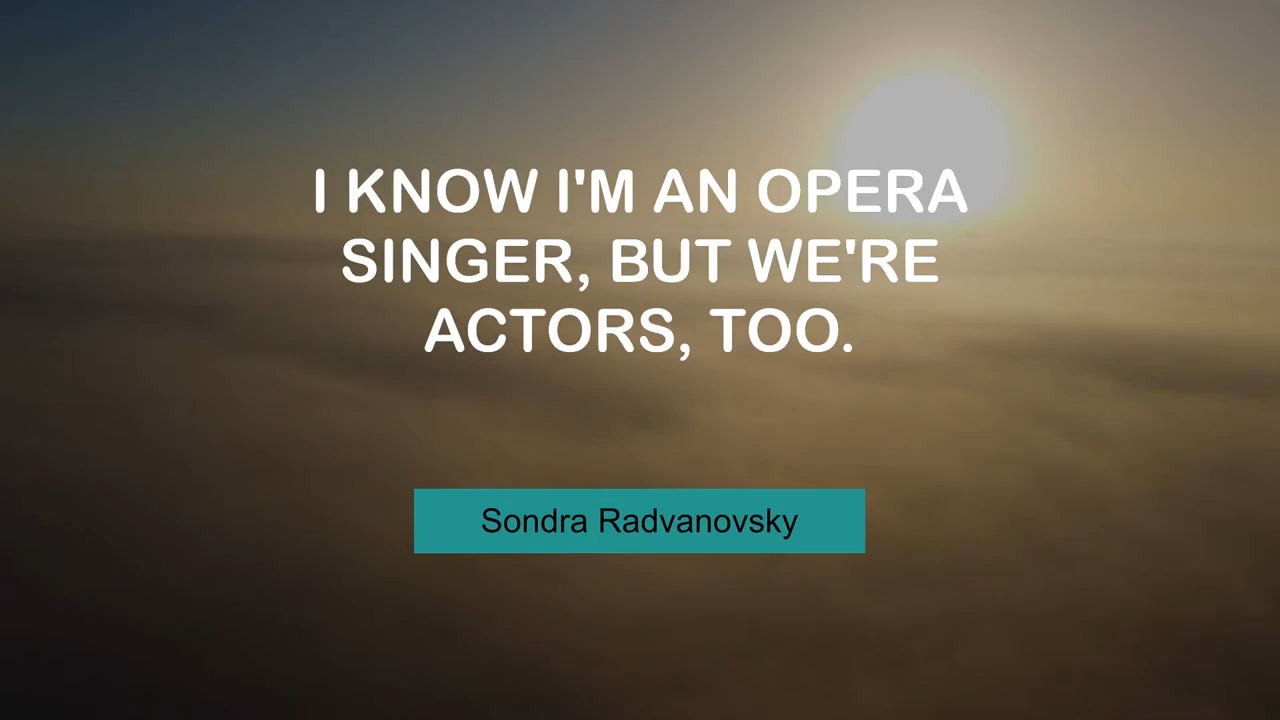 I KNOW I'M AN OPERA
SINGER, BUT WE'RE
ACTORS, TOO.
Sondra Radvanovsky